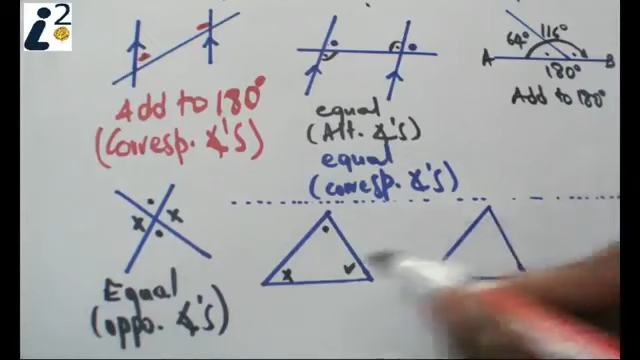 i2
Add to 180°
(Corresp. ∡'s)
equal
(Alt. ∡'s)
equal
(corresp. ∡'s)
64° 116°
A B
180°
Add to 180°
x x
Equal
(oppo. ∡'s)
x v